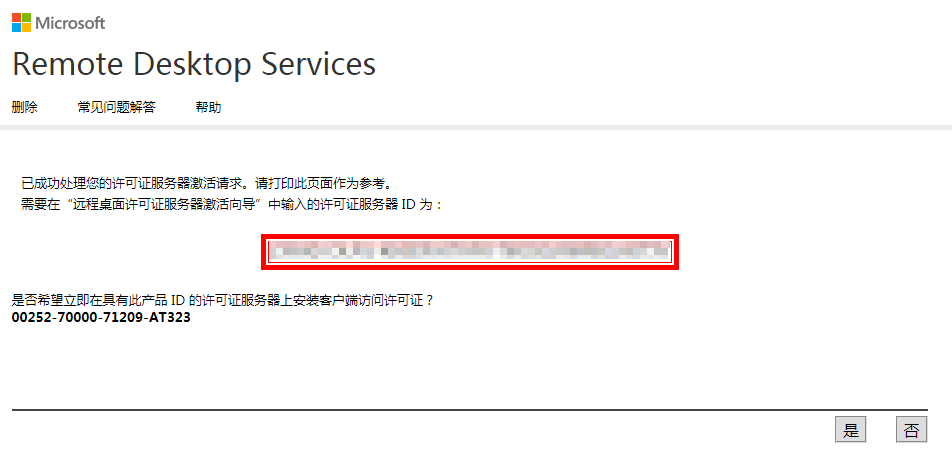 Microsoft
Remote Desktop Services
删除 常见问题解答 帮助
已成功处理您的许可证服务器激活请求。请打印此页面作为参考。
需要在“远程桌面许可证服务器激活向导”中输入的许可证服务器 ID 为：
是否希望立即在具有此产品 ID 的许可证服务器上安装客户端访问许可证？
00252-70000-71209-AT323
是 否